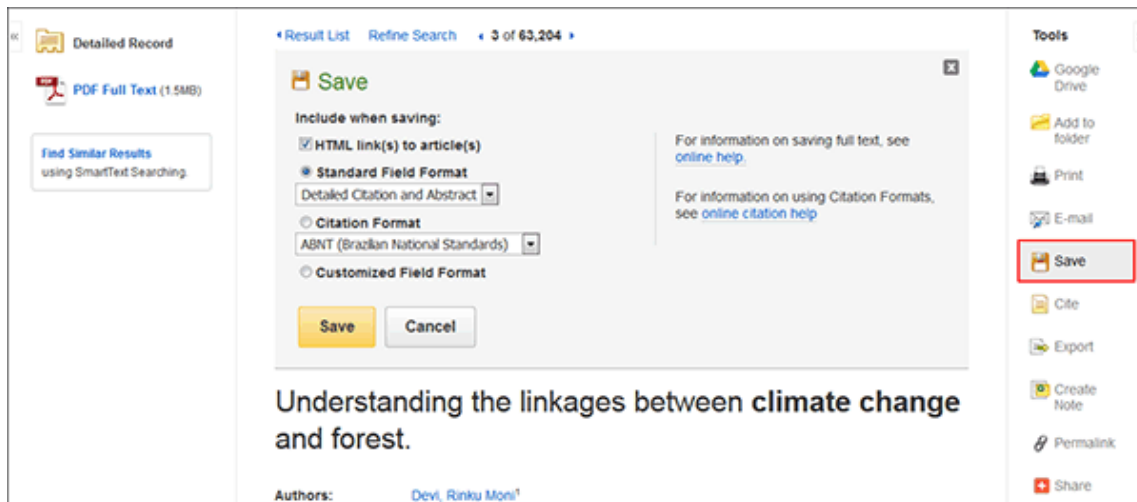 Detailed Record
PDF Full Text (1.5MB)
Find Similar Results
using SmartText Searching.
Result List Refine Search 3 of 63,204
Save
Include when saving:
HTML link(s) to article(s)
Standard Field Format
Detailed Citation and Abstract
Citation Format
ABNT (Brazilian National Standards)
Customized Field Format
Save Cancel
For information on saving full text, see
online help.
For information on using Citation Formats,
see online citation help
Understanding the linkages between climate change
and forest.
Authors: Devi, Rinku Moni¹
Tools
Google
Drive
Add to
folder
Print
E-mail
Save
Cite
Export
Create
Note
Permalink
Share